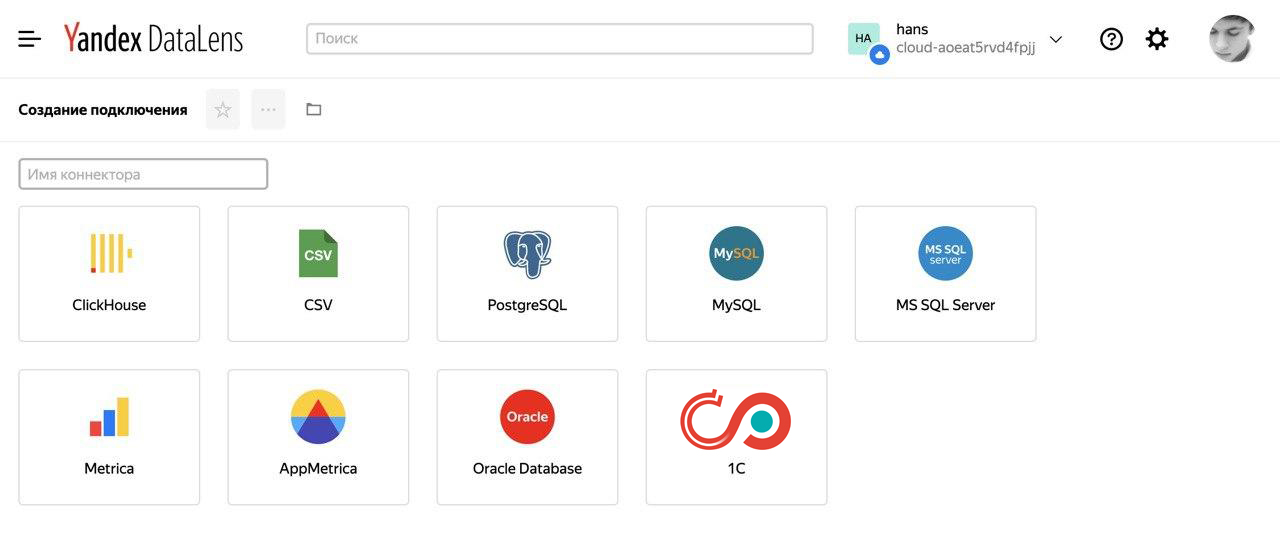 Yandex DataLens
Поиск
HA
hans
cloud-aoeat5rvd4fpjj
Создание подключения
Имя коннектора
ClickHouse
CSV
CSV
PostgreSQL
MySQL
MySQL
MS SQL
server
MS SQL Server
Metrica
AppMetrica
Oracle
Oracle Database
1C